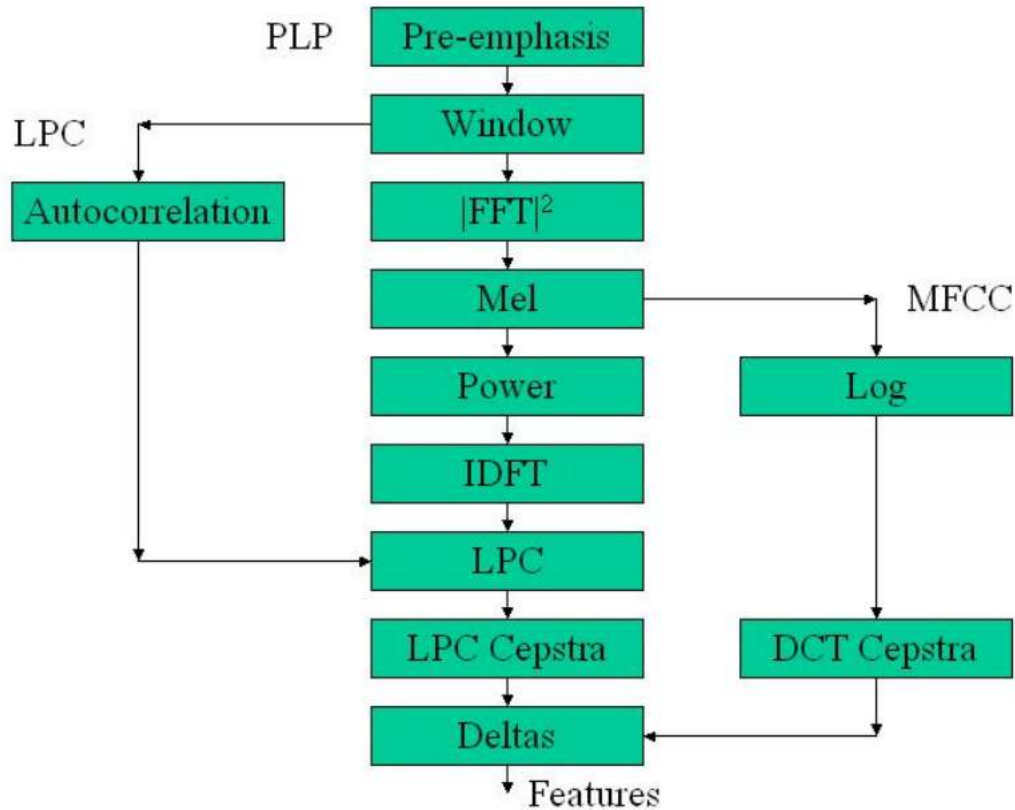 PLP
Pre-emphasis
Window
LPC
Autocorrelation
|FFT|²
Mel
MFCC
Power
Log
IDFT
LPC
LPC Cepstra
DCT Cepstra
Deltas
Features